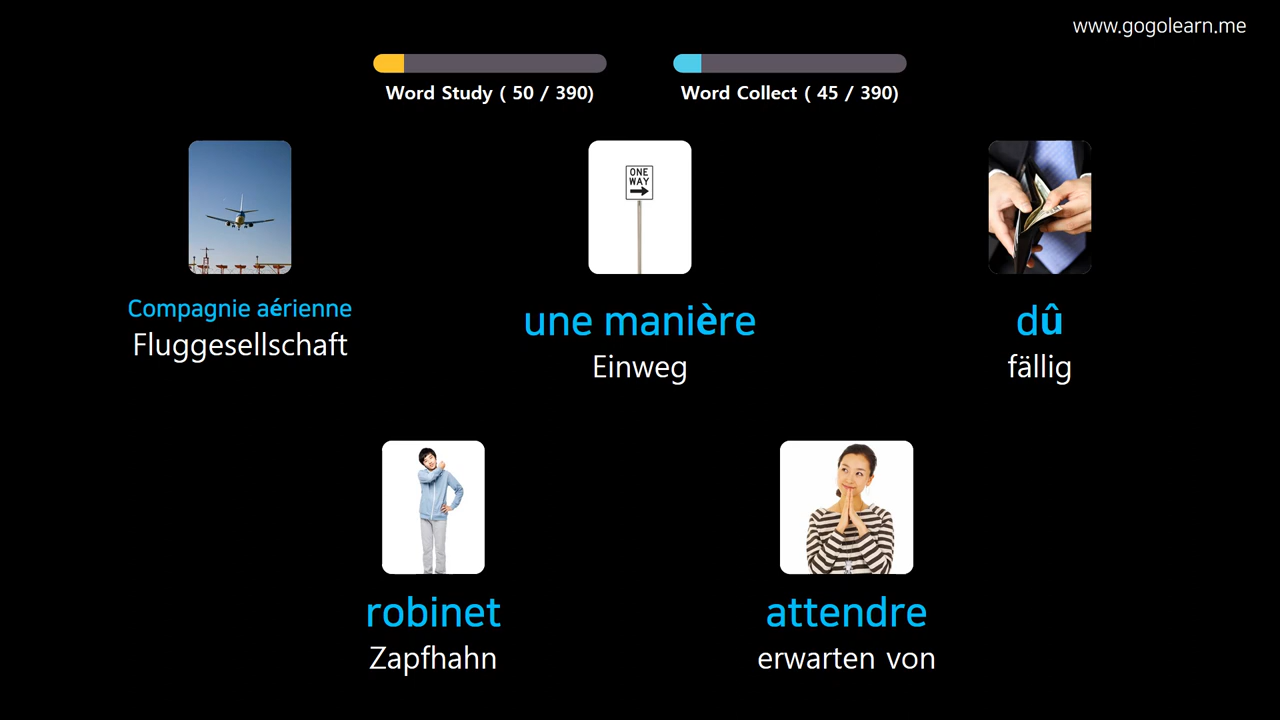 www.gogolearn.me
Word Study ( 50 / 390)
Word Collect ( 45 / 390)
ONE
WAY
Compagnie aérienne
Fluggesellschaft
une manière
Einweg
dû
fällig
robinet
Zapfhahn
attendre
erwarten von